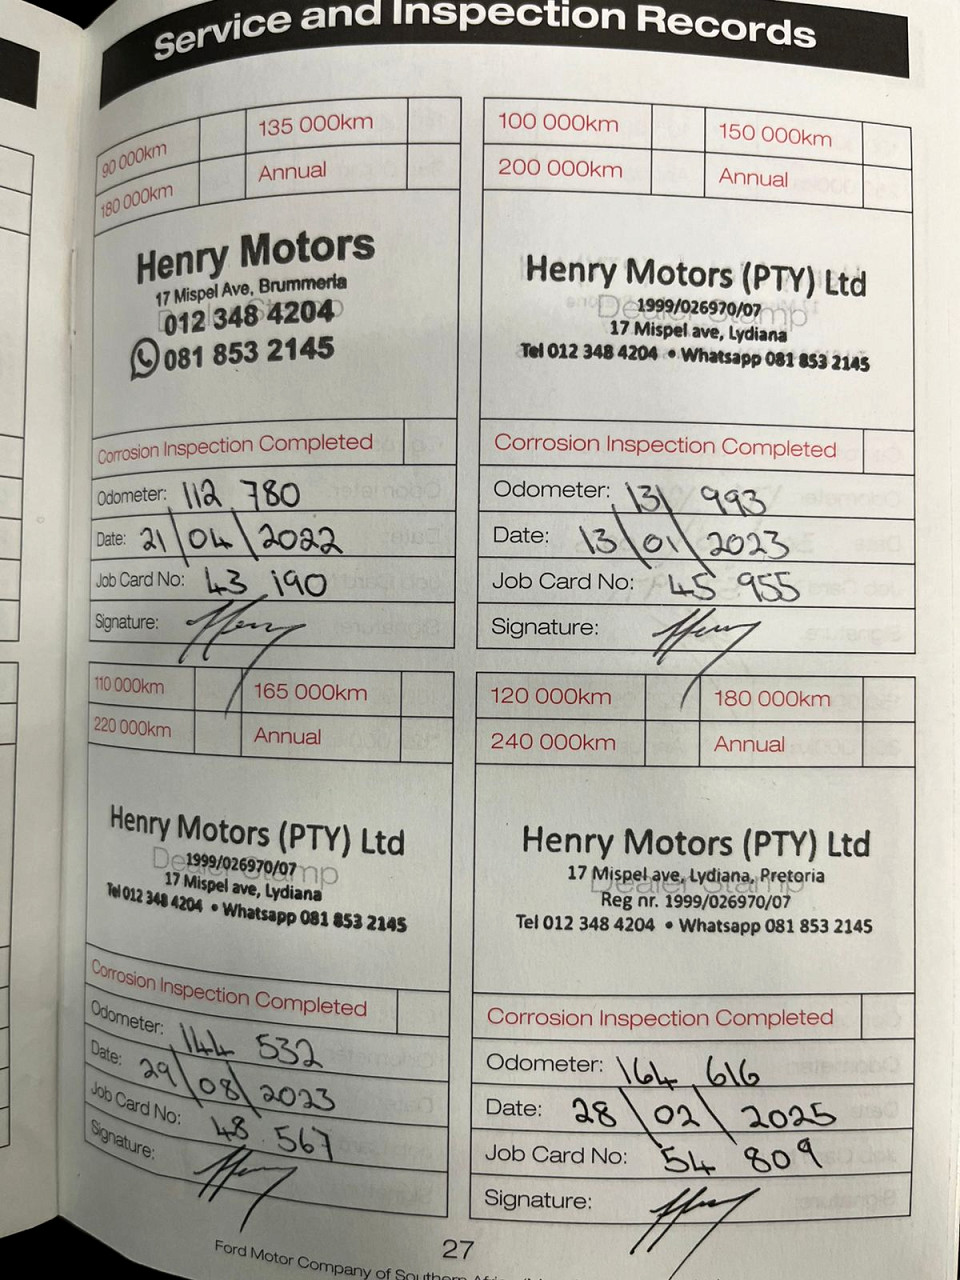 Service and Inspection Records
90 000km
135 000km
180 000km
Annual
Henry Motors
17 Mispel Ave, Brummeria
Dealer Stamp
012 348 4204
081 853 2145
Corrosion Inspection Completed
Odometer: 112 780
Date: 21\04\2022
Job Card No: 43 190
Signature:
100 000km
150 000km
200 000km
Annual
Henry Motors (PTY) Ltd
1999/026970/07
Dealer Stamp
17 Mispel ave, Lydiana
Tel 012 348 4204 • Whatsapp 081 853 2145
Corrosion Inspection Completed
Odometer: 131 993
Date: 13\01\2023
Job Card No: 45 955
Signature:
110 000km
165 000km
220 000km
Annual
Henry Motors (PTY) Ltd
1999/026970/07
Dealer Stamp
17 Mispel ave, Lydiana
Tel 012 348 4204 • Whatsapp 081 853 2145
Corrosion Inspection Completed
Odometer: 144 532
Date: 29\08\2023
Job Card No: 48 567
Signature:
120 000km
180 000km
240 000km
Annual
Henry Motors (PTY) Ltd
17 Mispel ave, Lydiana, Pretoria
Dealer Stamp
Reg nr. 1999/026970/07
Tel 012 348 4204 • Whatsapp 081 853 2145
Corrosion Inspection Completed
Odometer: 164 616
Date: 28\02\2025
Job Card No: 54 809
Signature:
27
Ford Motor Company of Southern